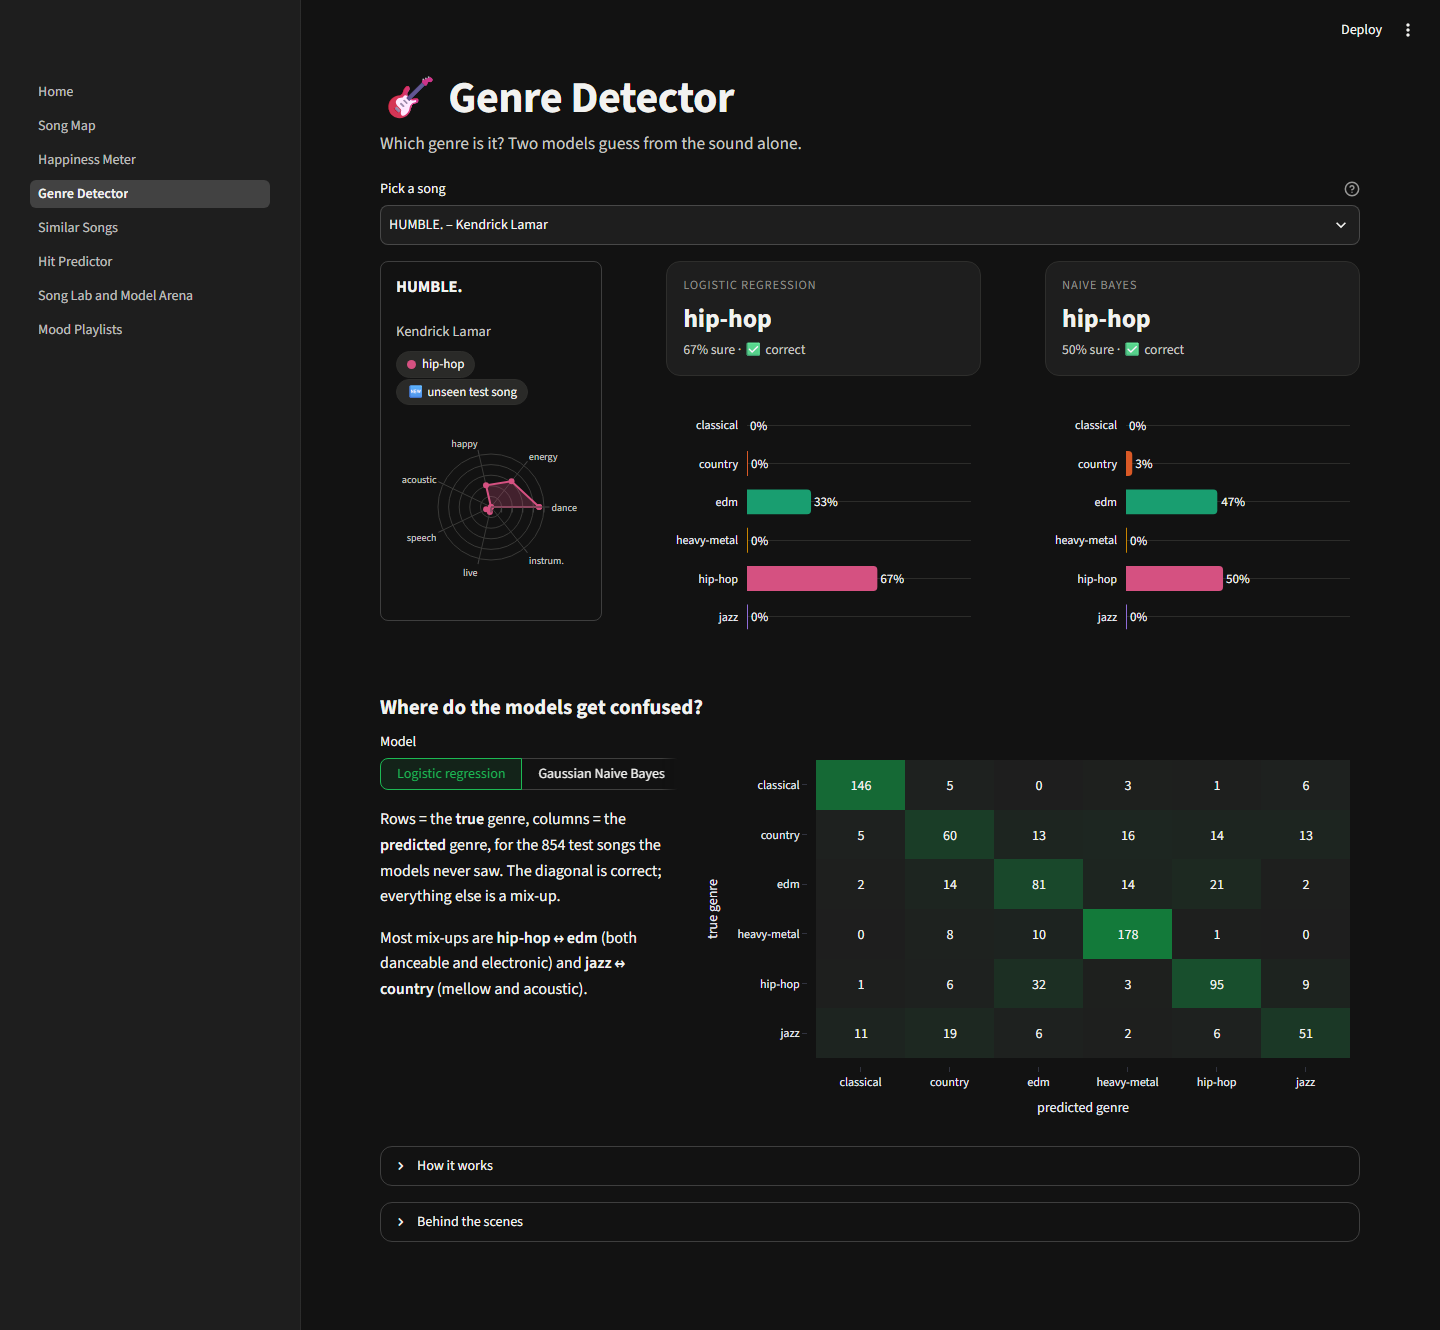 Deploy
Home
Song Map
Happiness Meter
Genre Detector
Similar Songs
Hit Predictor
Song Lab and Model Arena
Mood Playlists
Genre Detector
Which genre is it? Two models guess from the sound alone.
Pick a song
HUMBLE. – Kendrick Lamar
HUMBLE.
Kendrick Lamar
hip-hop
NEW unseen test song
happy
energy
acoustic
dance
speech
instrum.
live
LOGISTIC REGRESSION
hip-hop
67% sure · ✅ correct
classical 0%
country 0%
edm 33%
heavy-metal 0%
hip-hop 67%
jazz 0%
NAIVE BAYES
hip-hop
50% sure · ✅ correct
classical 0%
country 3%
edm 47%
heavy-metal 0%
hip-hop 50%
jazz 0%
Where do the models get confused?
Model
Logistic regression Gaussian Naive Bayes
Rows = the true genre, columns = the
predicted genre, for the 854 test songs the
models never saw. The diagonal is correct;
everything else is a mix-up.
Most mix-ups are hip-hop ↔ edm (both
danceable and electronic) and jazz ↔
country (mellow and acoustic).
true genre
classical 146 5 0 3 1 6
country 5 60 13 16 14 13
edm 2 14 81 14 21 2
heavy-metal 0 8 10 178 1 0
hip-hop 1 6 32 3 95 9
jazz 11 19 6 2 6 51
classical country edm heavy-metal hip-hop jazz
predicted genre
How it works
Behind the scenes